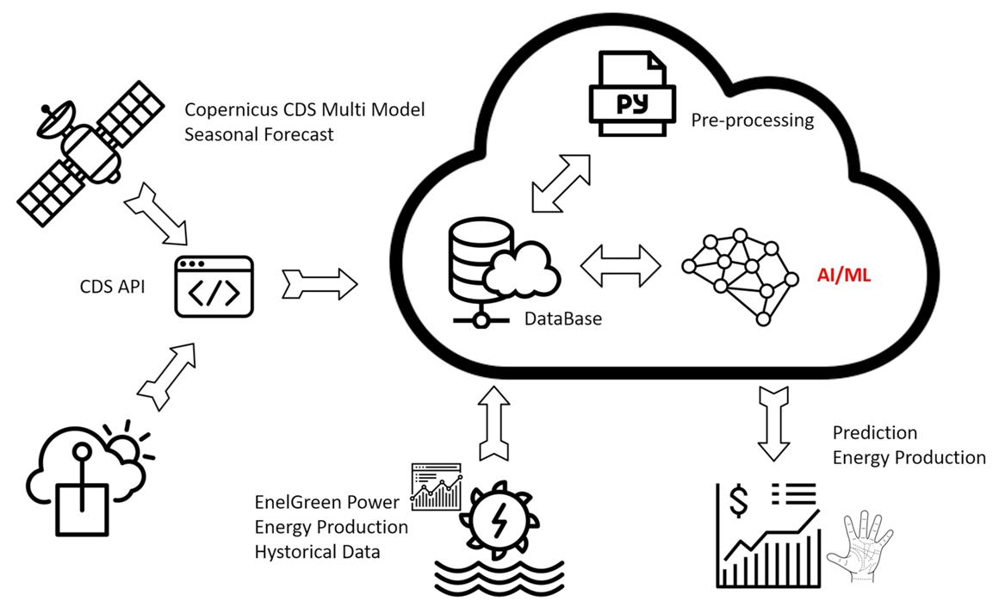 Copernicus CDS Multi Model
Seasonal Forecast
PY
Pre-processing
CDS API
</>
DataBase
AI/ML
EnelGreen Power
Energy Production
Hystorical Data
Prediction
Energy Production
$